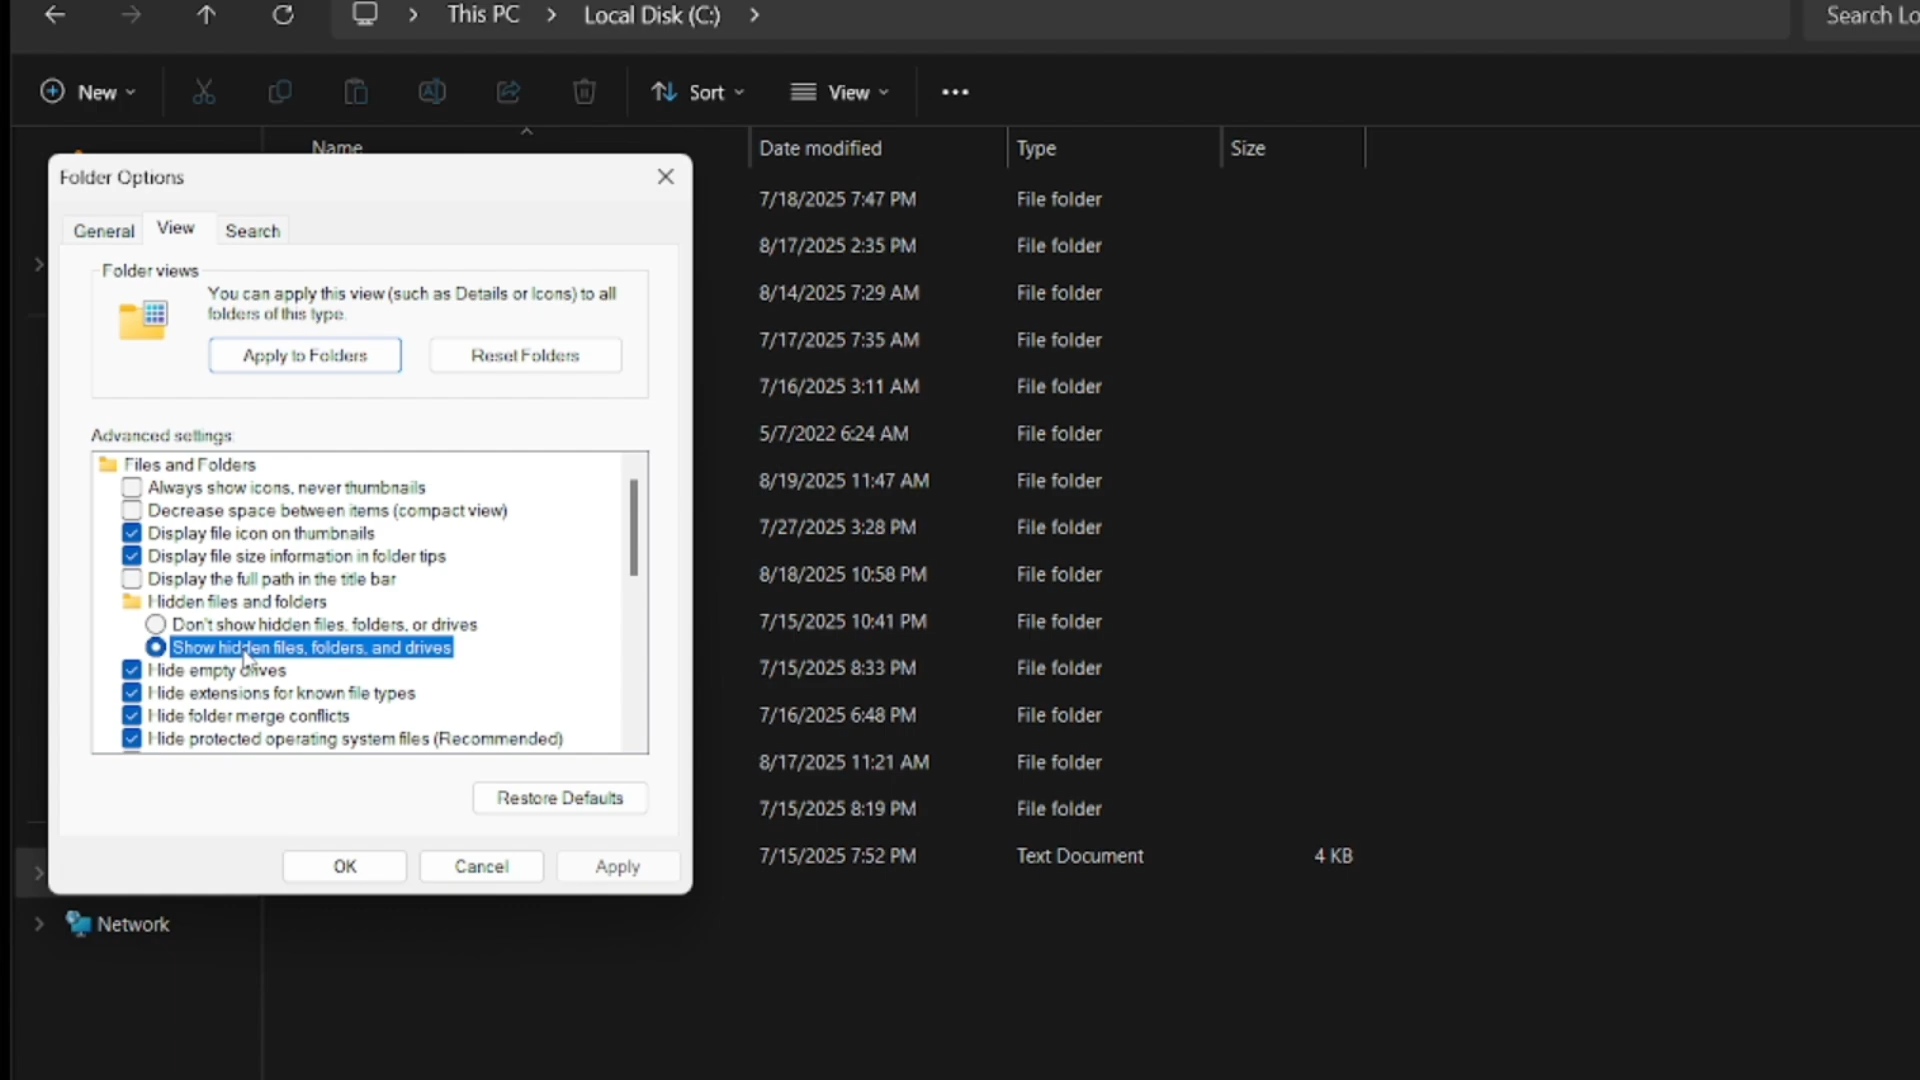 This PC
Local Disk (C:)
Search Lo
New
Sort
View
Name
Date modified
Type
Size
Folder Options
General
View
Search
Folder views
You can apply this view (such as Details or Icons) to all
folders of this type.
Apply to Folders
Reset Folders
Advanced settings:
Files and Folders
Always show icons, never thumbnails
Decrease space between items (compact view)
Display file icon on thumbnails
Display file size information in folder tips
Display the full path in the title bar
Hidden files and folders
Don't show hidden files, folders, or drives
Show hidden files, folders, and drives
Hide empty drives
Hide extensions for known file types
Hide folder merge conflicts
Hide protected operating system files (Recommended)
Restore Defaults
OK
Cancel
Apply
Network
7/18/2025 7:47 PM File folder
8/17/2025 2:35 PM File folder
8/14/2025 7:29 AM File folder
7/17/2025 7:35 AM File folder
7/16/2025 3:11 AM File folder
5/7/2022 6:24 AM File folder
8/19/2025 11:47 AM File folder
7/27/2025 3:28 PM File folder
8/18/2025 10:58 PM File folder
7/15/2025 10:41 PM File folder
7/15/2025 8:33 PM File folder
7/16/2025 6:48 PM File folder
8/17/2025 11:21 AM File folder
7/15/2025 8:19 PM File folder
7/15/2025 7:52 PM Text Document 4 KB